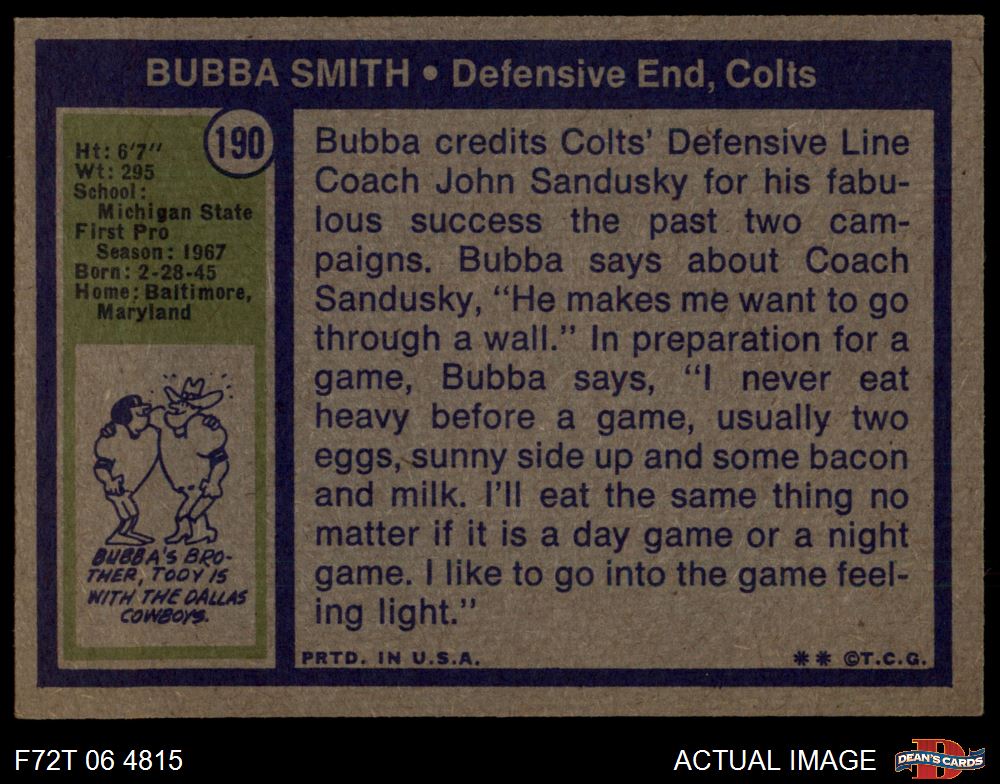 BUBBA SMITH • Defensive End, Colts
190
Ht: 6'7"
Wt: 295
School:
Michigan State
First Pro
Season: 1967
Born: 2-28-45
Home: Baltimore,
Maryland
BUBBA'S BRO-
THER, TODY IS
WITH THE DALLAS
COWBOYS.
Bubba credits Colts' Defensive Line
Coach John Sandusky for his fabu-
lous success the past two cam-
paigns. Bubba says about Coach
Sandusky, “He makes me want to go
through a wall.” In preparation for a
game, Bubba says, “I never eat
heavy before a game, usually two
eggs, sunny side up and some bacon
and milk. I'll eat the same thing no
matter if it is a day game or a night
game. I like to go into the game feel-
ing light.”
PRTD. IN U.S.A.
** ©T.C.G.
F72T 06 4815
ACTUAL IMAGE
D
DEAN'S CARDS